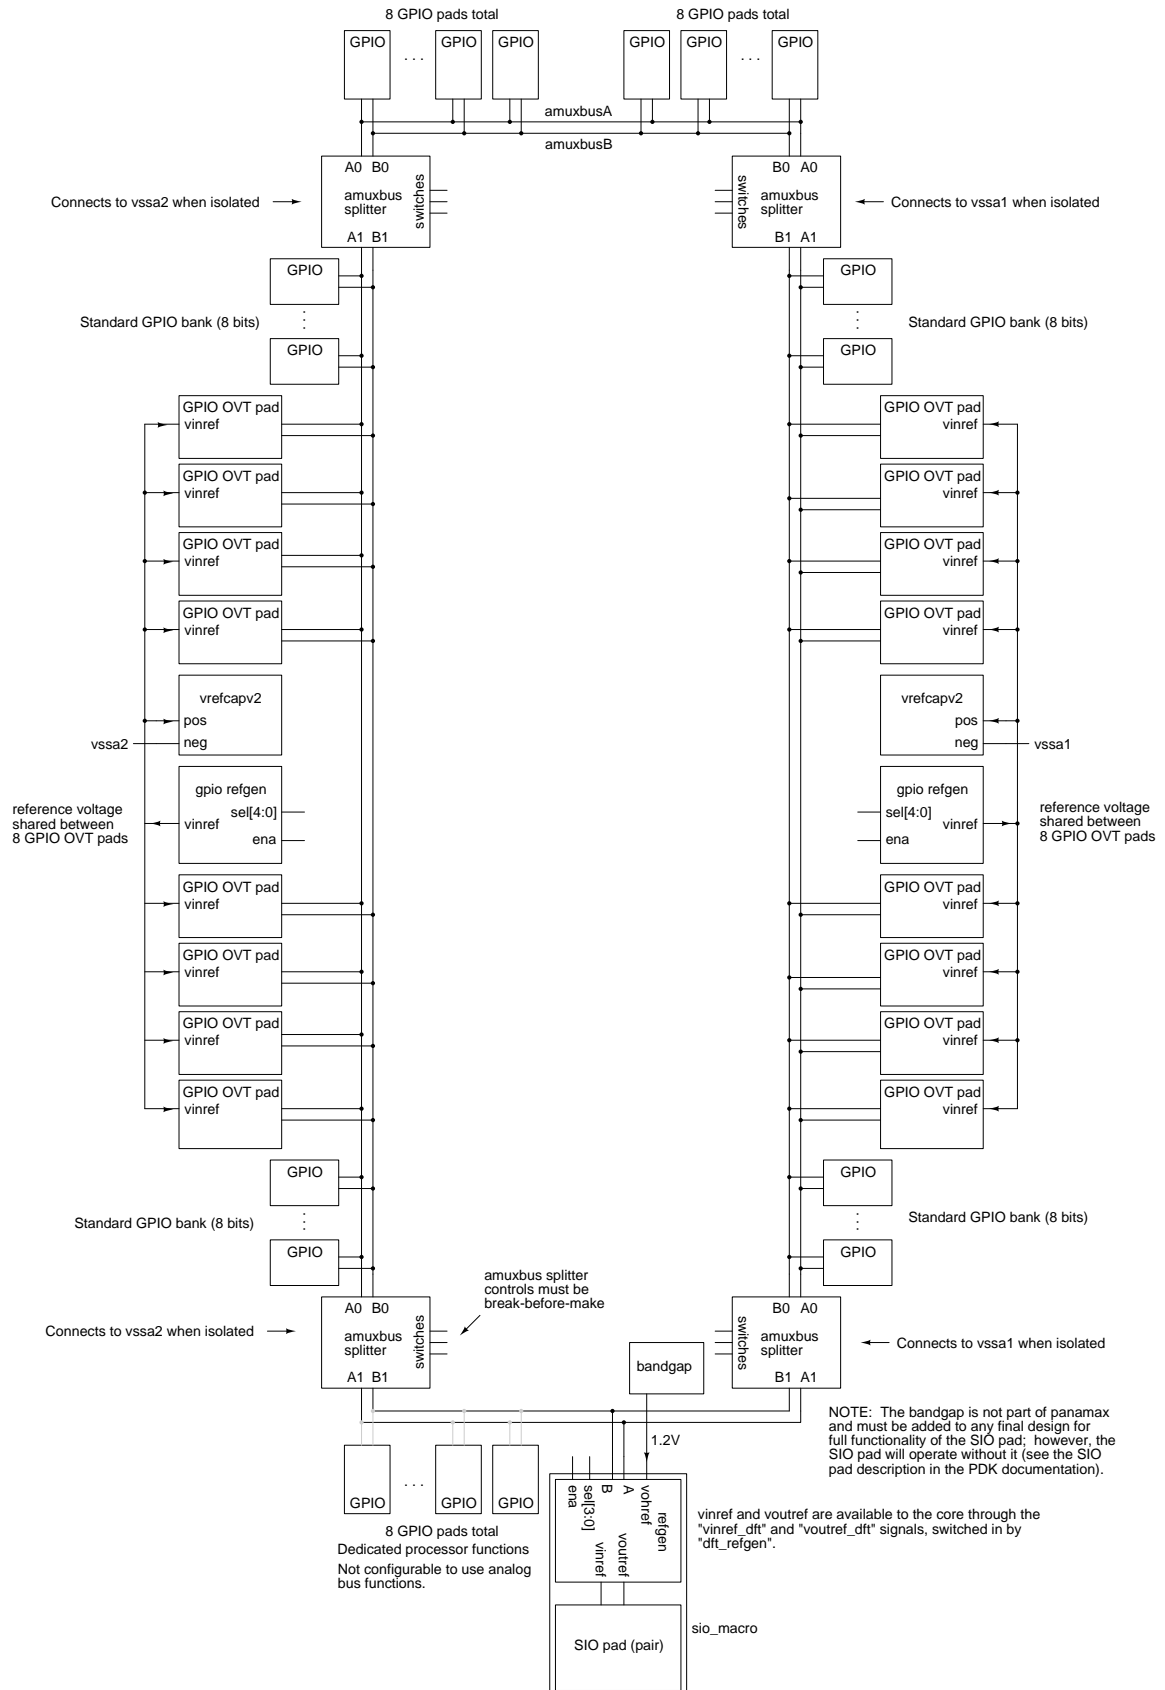 8 GPIO pads total
8 GPIO pads total
GPIO
. . .
GPIO
GPIO
GPIO
GPIO
. . .
GPIO
amuxbusA
amuxbusB
A0 B0
amuxbus
splitter
switches
A1 B1
Connects to vssa2 when isolated
B0 A0
switches
amuxbus
splitter
B1 A1
Connects to vssa1 when isolated
GPIO
Standard GPIO bank (8 bits)
GPIO
GPIO
Standard GPIO bank (8 bits)
GPIO
GPIO OVT pad
vinref
GPIO OVT pad
vinref
GPIO OVT pad
vinref
GPIO OVT pad
vinref
GPIO OVT pad
vinref
GPIO OVT pad
vinref
GPIO OVT pad
vinref
GPIO OVT pad
vinref
vrefcapv2
pos
neg
vssa2
vrefcapv2
pos
neg
vssa1
gpio refgen
sel[4:0]
vinref
ena
reference voltage
shared between
8 GPIO OVT pads
gpio refgen
sel[4:0]
vinref
ena
reference voltage
shared between
8 GPIO OVT pads
GPIO OVT pad
vinref
GPIO OVT pad
vinref
GPIO OVT pad
vinref
GPIO OVT pad
vinref
GPIO OVT pad
vinref
GPIO OVT pad
vinref
GPIO OVT pad
vinref
GPIO OVT pad
vinref
GPIO
Standard GPIO bank (8 bits)
GPIO
GPIO
Standard GPIO bank (8 bits)
GPIO
amuxbus splitter
controls must be
break-before-make
A0 B0
amuxbus
splitter
switches
A1 B1
Connects to vssa2 when isolated
B0 A0
switches
amuxbus
splitter
B1 A1
Connects to vssa1 when isolated
bandgap
1.2V
NOTE: The bandgap is not part of panamax
and must be added to any final design for
full functionality of the SIO pad; however, the
SIO pad will operate without it (see the SIO
pad description in the PDK documentation).
GPIO
. . .
GPIO
GPIO
8 GPIO pads total
Dedicated processor functions
Not configurable to use analog
bus functions.
ena
sel[3:0]
B
A
vohref
refgen
vinref
voutref
vinref and voutref are available to the core through the
"vinref_dft" and "voutref_dft" signals, switched in by
"dft_refgen".
sio_macro
SIO pad (pair)